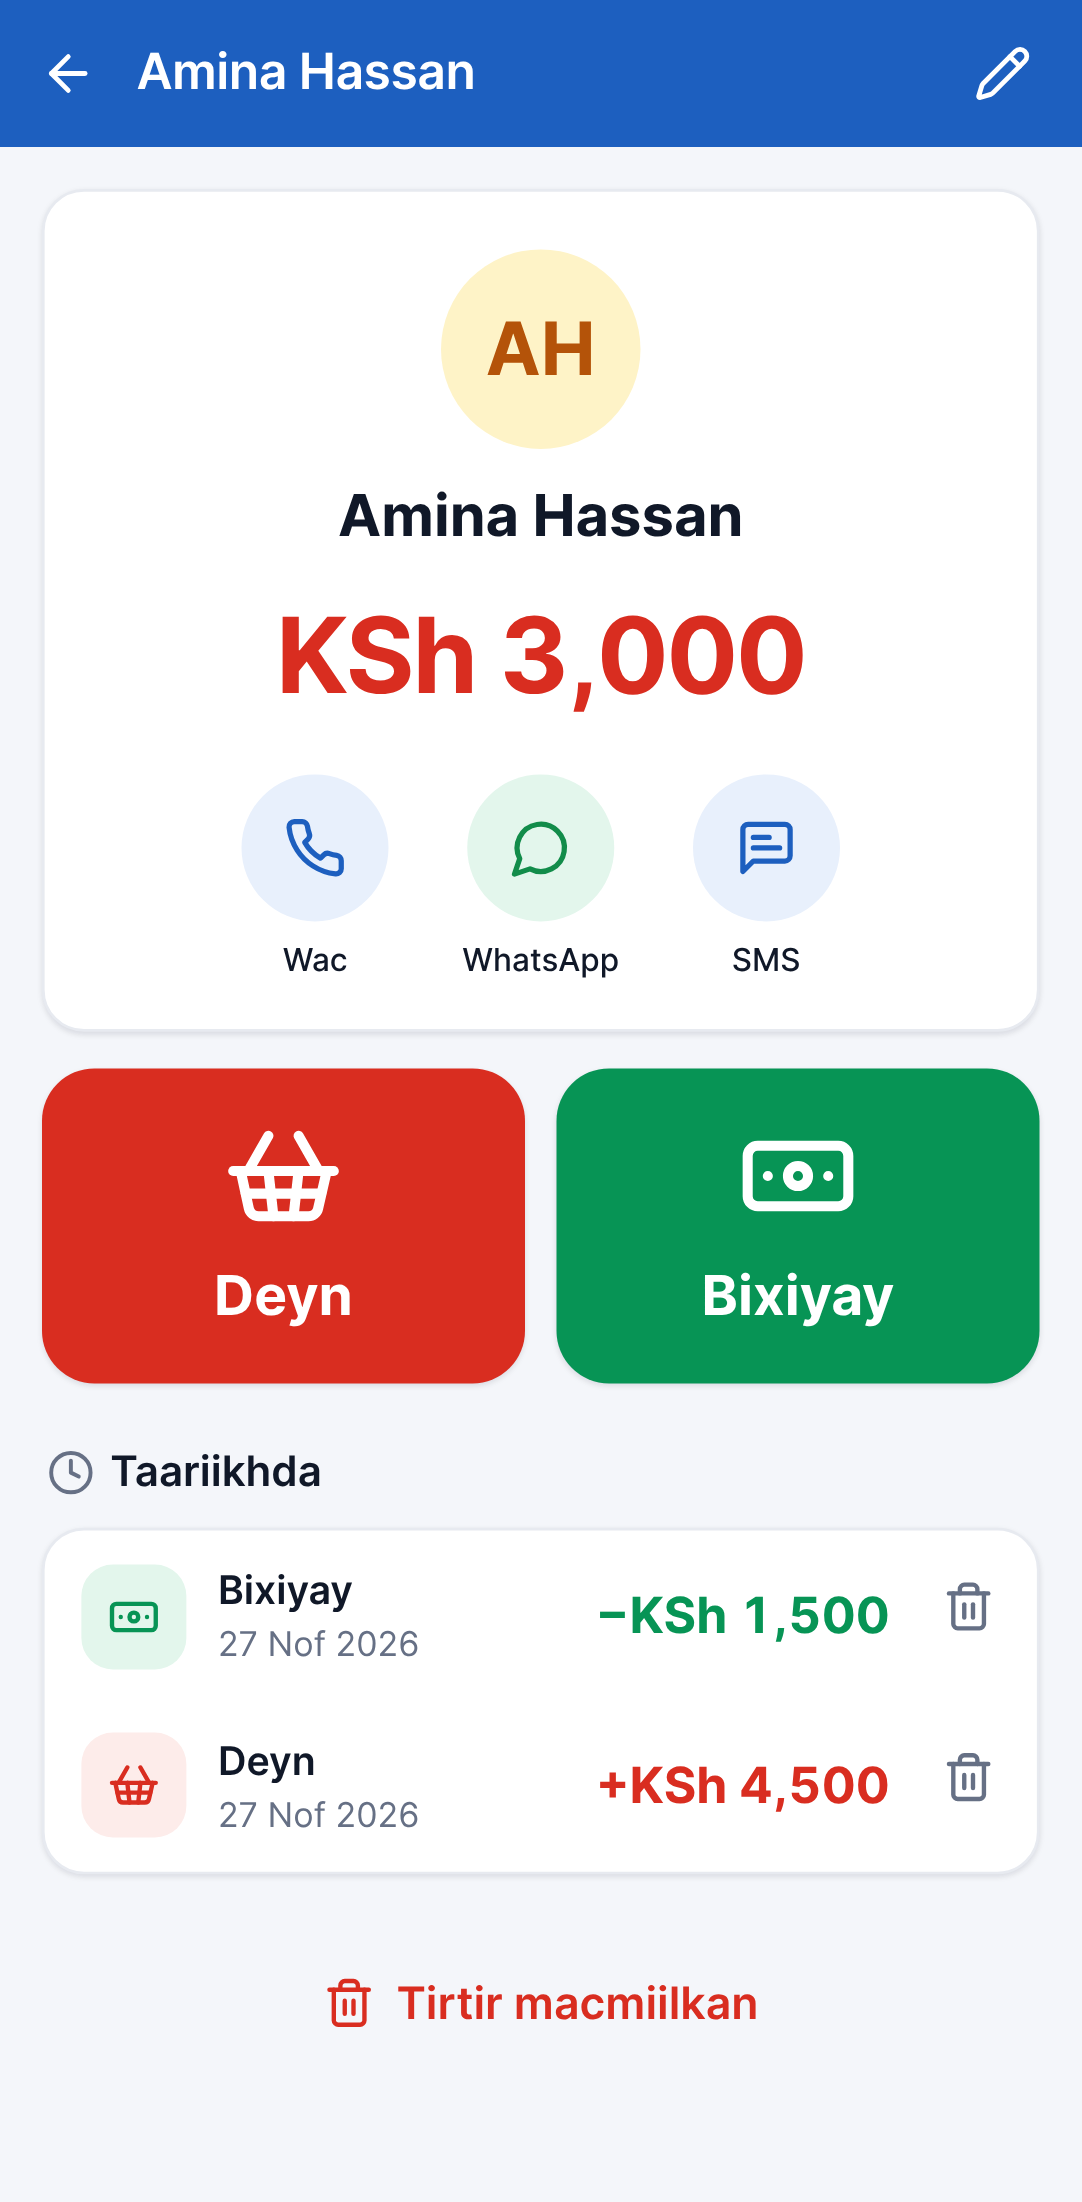 Amina Hassan
AH
Amina Hassan
KSh 3,000
Wac
WhatsApp
SMS
Deyn
Bixiyay
Taariikhda
Bixiyay
27 Nof 2026
−KSh 1,500
Deyn
27 Nof 2026
+KSh 4,500
Tirtir macmiilkan